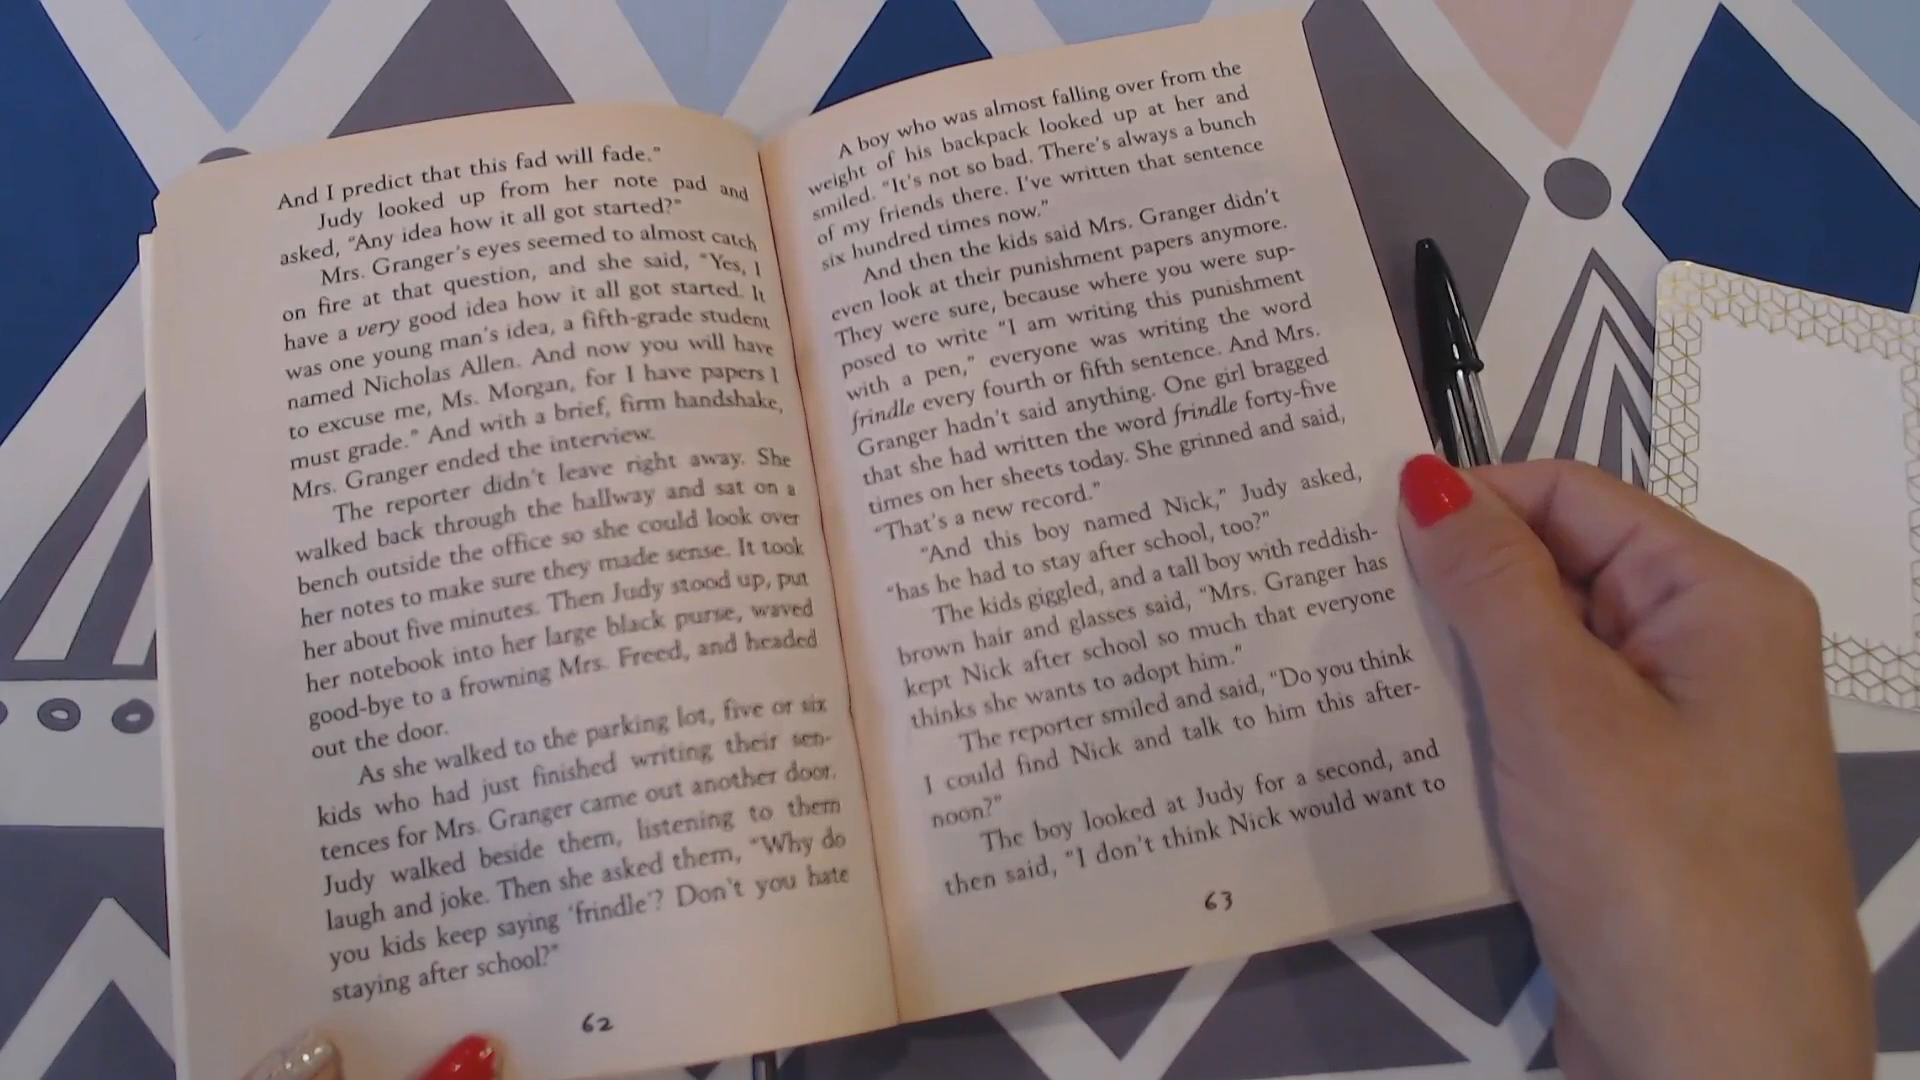 And I predict that this fad will fade."
Judy looked up from her note pad and
asked, "Any idea how it all got started?"
Mrs. Granger's eyes seemed to almost catch
on fire at that question, and she said, "Yes, I
have a very good idea how it all got started. It
was one young man's idea, a fifth-grade student
named Nicholas Allen. And now you will have
to excuse me, Ms. Morgan, for I have papers I
must grade." And with a brief, firm handshake,
Mrs. Granger ended the interview.
The reporter didn't leave right away. She
walked back through the hallway and sat on a
bench outside the office so she could look over
her notes to make sure they made sense. It took
her about five minutes. Then Judy stood up, put
her notebook into her large black purse, waved
good-bye to a frowning Mrs. Freed, and headed
out the door.
As she walked to the parking lot, five or six
kids who had just finished writing their sen-
tences for Mrs. Granger came out another door.
Judy walked beside them, listening to them
laugh and joke. Then she asked them, "Why do
you kids keep saying 'frindle'? Don't you hate
staying after school?"
62
A boy who was almost falling over from the
weight of his backpack looked up at her and
smiled. "It's not so bad. There's always a bunch
of my friends there. I've written that sentence
six hundred times now."
And then the kids said Mrs. Granger didn't
even look at their punishment papers anymore.
They were sure, because where you were sup-
posed to write "I am writing this punishment
with a pen," everyone was writing the word
frindle every fourth or fifth sentence. And Mrs.
Granger hadn't said anything. One girl bragged
that she had written the word frindle forty-five
times on her sheets today. She grinned and said,
"That's a new record."
"And this boy named Nick," Judy asked,
"has he had to stay after school, too?"
The kids giggled, and a tall boy with reddish-
brown hair and glasses said, "Mrs. Granger has
kept Nick after school so much that everyone
thinks she wants to adopt him."
The reporter smiled and said, "Do you think
I could find Nick and talk to him this after-
noon?"
The boy looked at Judy for a second, and
then said, "I don't think Nick would want to
63